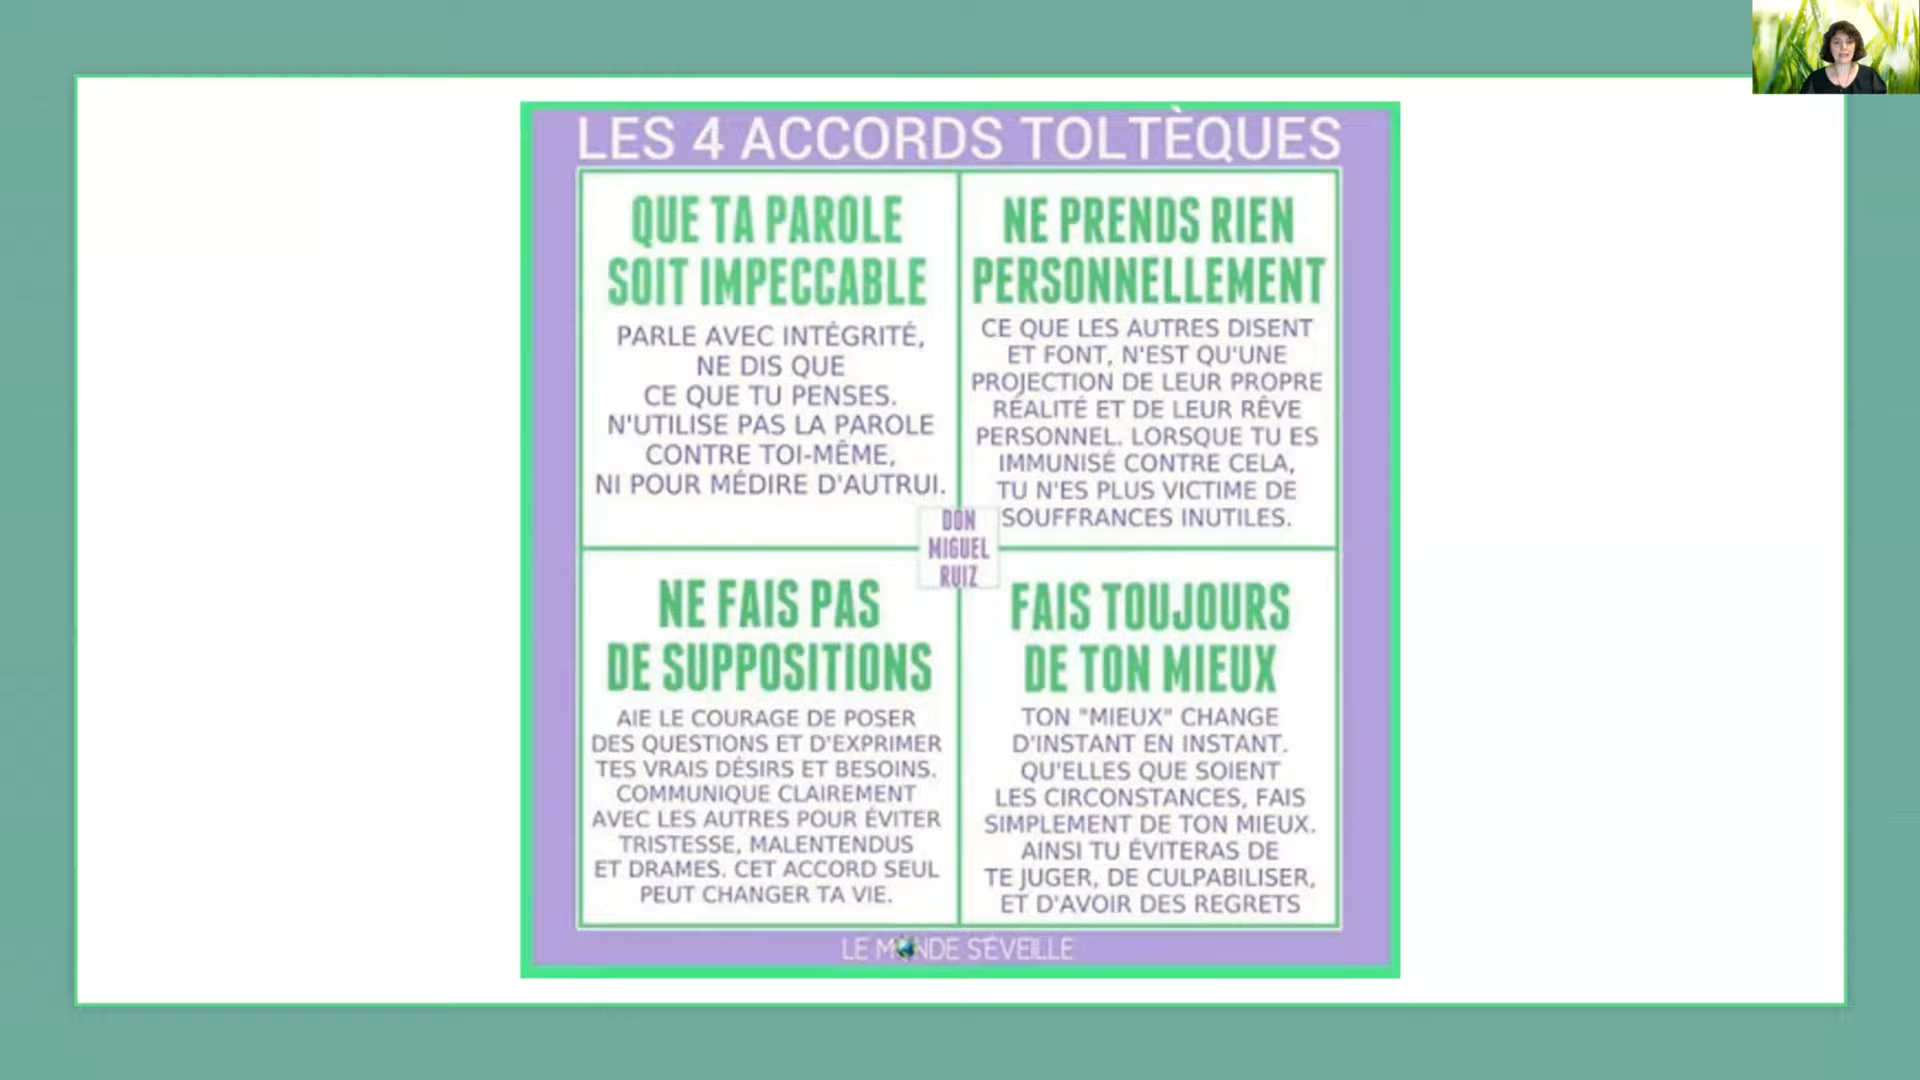 LES 4 ACCORDS TOLTÈQUES
QUE TA PAROLE
SOIT IMPECCABLE
PARLE AVEC INTÉGRITÉ,
NE DIS QUE
CE QUE TU PENSES.
N'UTILISE PAS LA PAROLE
CONTRE TOI-MÊME,
NI POUR MÉDIRE D'AUTRUI.
NE PRENDS RIEN
PERSONNELLEMENT
CE QUE LES AUTRES DISENT
ET FONT, N'EST QU'UNE
PROJECTION DE LEUR PROPRE
RÉALITÉ ET DE LEUR RÊVE
PERSONNEL. LORSQUE TU ES
IMMUNISÉ CONTRE CELA,
TU N'ES PLUS VICTIME DE
SOUFFRANCES INUTILES.
DON
MIGUEL
RUIZ
NE FAIS PAS
DE SUPPOSITIONS
AIE LE COURAGE DE POSER
DES QUESTIONS ET D'EXPRIMER
TES VRAIS DÉSIRS ET BESOINS.
COMMUNIQUE CLAIREMENT
AVEC LES AUTRES POUR ÉVITER
TRISTESSE, MALENTENDUS
ET DRAMES. CET ACCORD SEUL
PEUT CHANGER TA VIE.
FAIS TOUJOURS
DE TON MIEUX
TON "MIEUX" CHANGE
D'INSTANT EN INSTANT.
QU'ELLES QUE SOIENT
LES CIRCONSTANCES, FAIS
SIMPLEMENT DE TON MIEUX.
AINSI TU ÉVITERAS DE
TE JUGER, DE CULPABILISER,
ET D'AVOIR DES REGRETS
LE MONDE S'ÉVEILLE